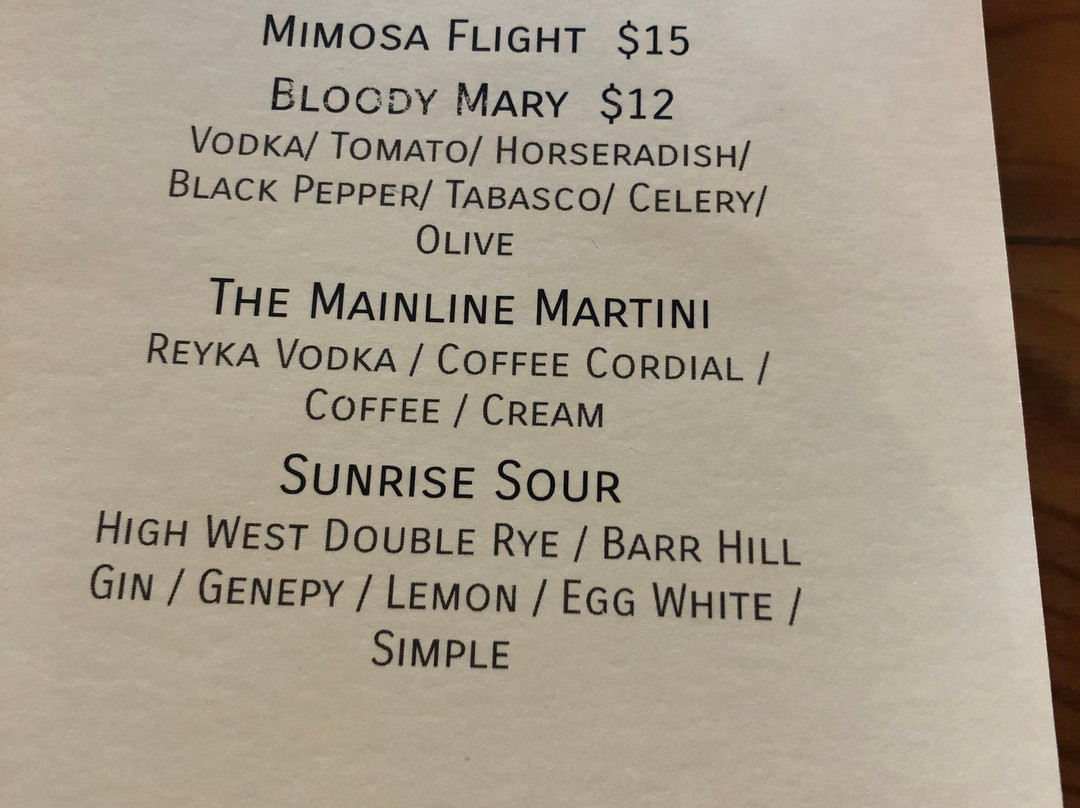 Mimosa Flight $15
Bloody Mary $12
Vodka/ Tomato/ Horseradish/
Black Pepper/ Tabasco/ Celery/
Olive
The Mainline Martini
Reyka Vodka / Coffee Cordial /
Coffee / Cream
Sunrise Sour
High West Double Rye / Barr Hill
Gin / Genepy / Lemon / Egg White /
Simple